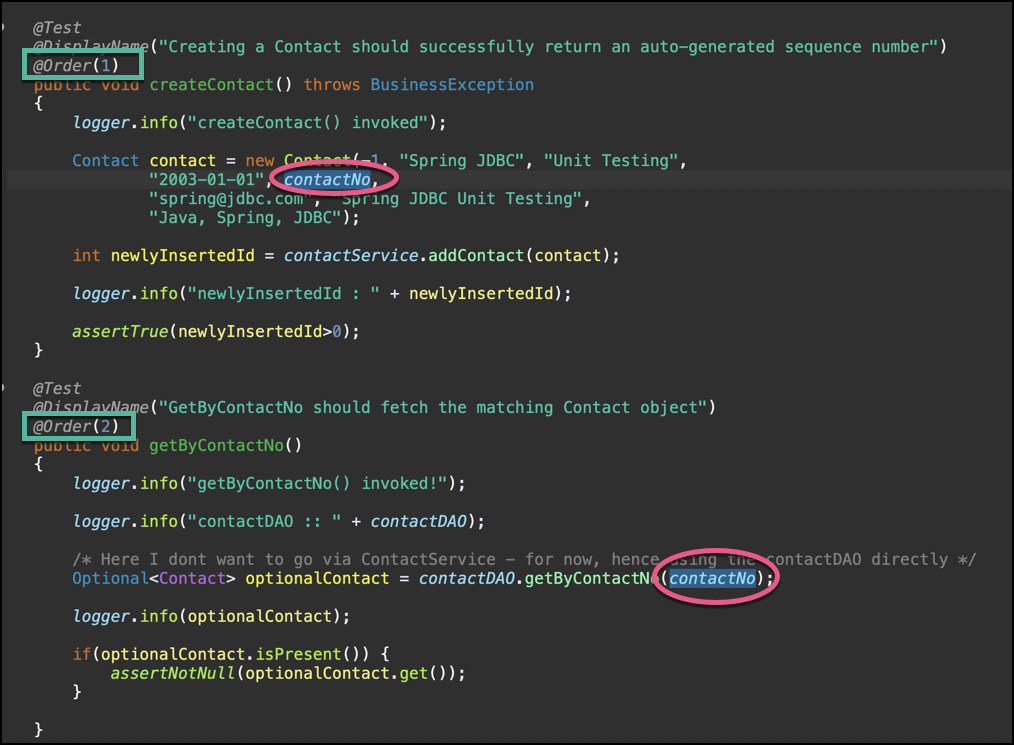 @Test
@DisplayName("Creating a Contact should successfully return an auto-generated sequence number")
@Order(1)
public void createContact() throws BusinessException
{
logger.info("createContact() invoked");
Contact contact = new Contact(-1, "Spring JDBC", "Unit Testing",
"2003-01-01", contactNo,
"spring@jdbc.com", "Spring JDBC Unit Testing",
"Java, Spring, JDBC");
int newlyInsertedId = contactService.addContact(contact);
logger.info("newlyInsertedId : " + newlyInsertedId);
assertTrue(newlyInsertedId>0);
}
@Test
@DisplayName("GetByContactNo should fetch the matching Contact object")
@Order(2)
public void getByContactNo()
{
logger.info("getByContactNo() invoked!");
logger.info("contactDAO :: " + contactDAO);
/* Here I dont want to go via ContactService – for now, hence using the contactDAO directly */
Optional<Contact> optionalContact = contactDAO.getByContactNo(contactNo);
logger.info(optionalContact);
if(optionalContact.isPresent()) {
assertNotNull(optionalContact.get());
}
}